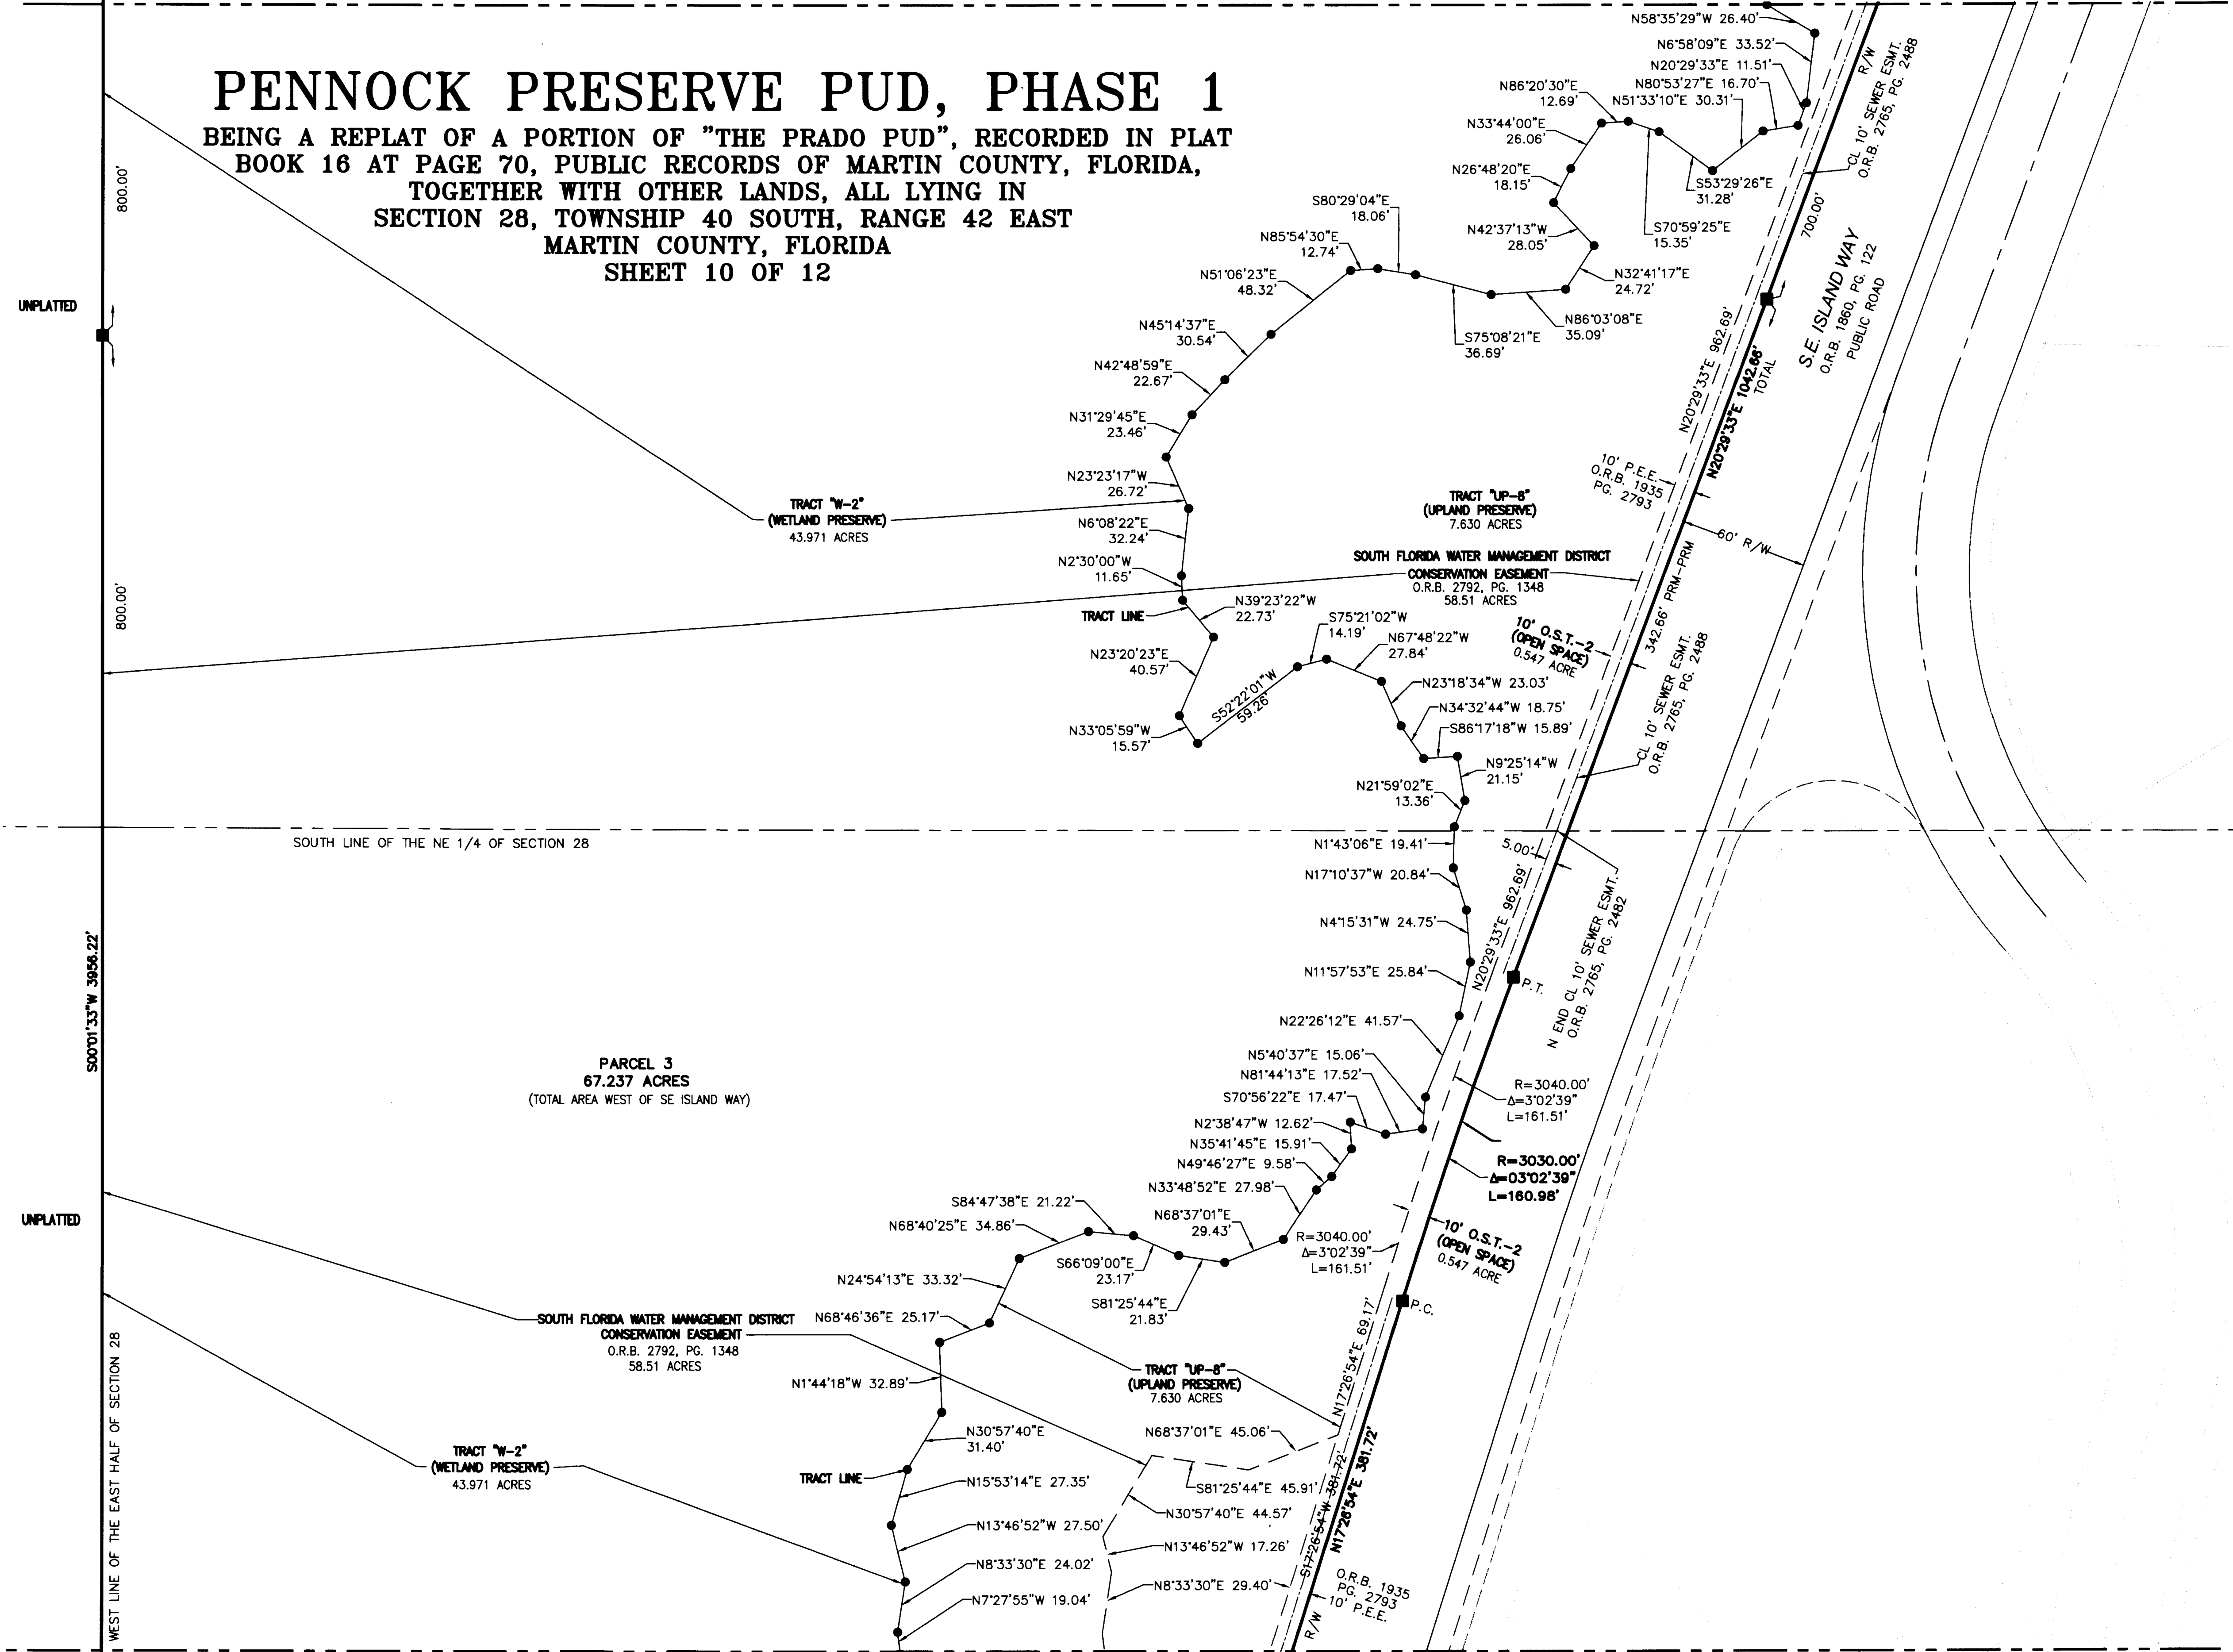 PENNOCK PRESERVE PUD, PHASE 1
BEING A REPLAT OF A PORTION OF "THE PRADO PUD", RECORDED IN PLAT
BOOK 16 AT PAGE 70, PUBLIC RECORDS OF MARTIN COUNTY, FLORIDA,
TOGETHER WITH OTHER LANDS, ALL LYING IN
SECTION 28, TOWNSHIP 40 SOUTH, RANGE 42 EAST
MARTIN COUNTY, FLORIDA
SHEET 10 OF 12
N58°35'29"W 26.40'
N6°58'09"E 33.52'
N20°29'33"E 11.51'
N80°53'27"E 16.70'
N51°33'10"E 30.31'
N86°20'30"E
12.69'
N33°44'00"E
26.06'
N26°48'20"E
18.15'
S53°29'26"E
31.28'
S70°59'25"E
15.35'
N42°37'13"W
28.05'
N32°41'17"E
24.72'
N86°03'08"E
35.09'
S75°08'21"E
36.69'
S80°29'04"E
18.06'
N85°54'30"E
12.74'
N51°06'23"E
48.32'
N45°14'37"E
30.54'
N42°48'59"E
22.67'
N31°29'45"E
23.46'
N23°23'17"W
26.72'
N6°08'22"E
32.24'
N2°30'00"W
11.65'
TRACT LINE
N39°23'22"W
22.73'
N23°20'23"E
40.57'
N33°05'59"W
15.57'
S52°22'01"W
59.26'
S75°21'02"W
14.19'
N67°48'22"W
27.84'
N23°18'34"W 23.03'
N34°32'44"W 18.75'
S86°17'18"W 15.89'
N9°25'14"W
21.15'
N21°59'02"E
13.36'
N1°43'06"E 19.41'
N17°10'37"W 20.84'
N4°15'31"W 24.75'
N11°57'53"E 25.84'
N22°26'12"E 41.57'
N5°40'37"E 15.06'
N81°44'13"E 17.52'
S70°56'22"E 17.47'
N2°38'47"W 12.62'
N35°41'45"E 15.91'
N49°46'27"E 9.58'
N33°48'52"E 27.98'
N68°37'01"E
29.43'
S81°25'44"E
21.83'
S66°09'00"E
23.17'
S84°47'38"E 21.22'
N68°40'25"E 34.86'
N24°54'13"E 33.32'
N68°46'36"E 25.17'
N1°44'18"W 32.89'
N30°57'40"E
31.40'
TRACT LINE
N15°53'14"E 27.35'
N13°46'52"W 27.50'
N8°33'30"E 24.02'
N7°27'55"W 19.04'
N68°37'01"E 45.06'
S81°25'44"E 45.91'
N30°57'40"E 44.57'
N13°46'52"W 17.26'
N8°33'30"E 29.40'
UNPLATTED
800.00'
800.00'
S00°01'33"W 3956.22'
UNPLATTED
WEST LINE OF THE EAST HALF OF SECTION 28
TRACT "W-2"
(WETLAND PRESERVE)
43.971 ACRES
TRACT "UP-8"
(UPLAND PRESERVE)
7.630 ACRES
SOUTH FLORIDA WATER MANAGEMENT DISTRICT
CONSERVATION EASEMENT
O.R.B. 2792, PG. 1348
58.51 ACRES
SOUTH LINE OF THE NE 1/4 OF SECTION 28
PARCEL 3
67.237 ACRES
(TOTAL AREA WEST OF SE ISLAND WAY)
SOUTH FLORIDA WATER MANAGEMENT DISTRICT
CONSERVATION EASEMENT
O.R.B. 2792, PG. 1348
58.51 ACRES
TRACT "W-2"
(WETLAND PRESERVE)
43.971 ACRES
TRACT "UP-8"
(UPLAND PRESERVE)
7.630 ACRES
R/W
CL 10' SEWER ESMT.
O.R.B. 2765, PG. 2488
700.00'
S.E. ISLAND WAY
O.R.B. 1860, PG. 122
PUBLIC ROAD
N20°29'33"E 962.69'
N20°29'33"E 1042.66'
TOTAL
10' P.E.E.
O.R.B. 1935
PG. 2793
60' R/W
342.66' PRM-PRM
10' O.S.T.-2
(OPEN SPACE)
0.547 ACRE
CL 10' SEWER ESMT.
O.R.B. 2765, PG. 2488
5.00'
N20°29'33"E 962.69'
P.T.
N END CL 10' SEWER ESMT.
O.R.B. 2765, PG. 2482
R=3040.00'
Δ=3°02'39"
L=161.51'
R=3030.00'
Δ=03°02'39"
L=160.98'
R=3040.00'
Δ=3°02'39"
L=161.51'
10' O.S.T.-2
(OPEN SPACE)
0.547 ACRE
P.C.
N17°26'54"E 69.17'
S17°26'54"W 381.72'
N17°26'54"E 381.72'
O.R.B. 1935
PG. 2793
10' P.E.E.
R/W